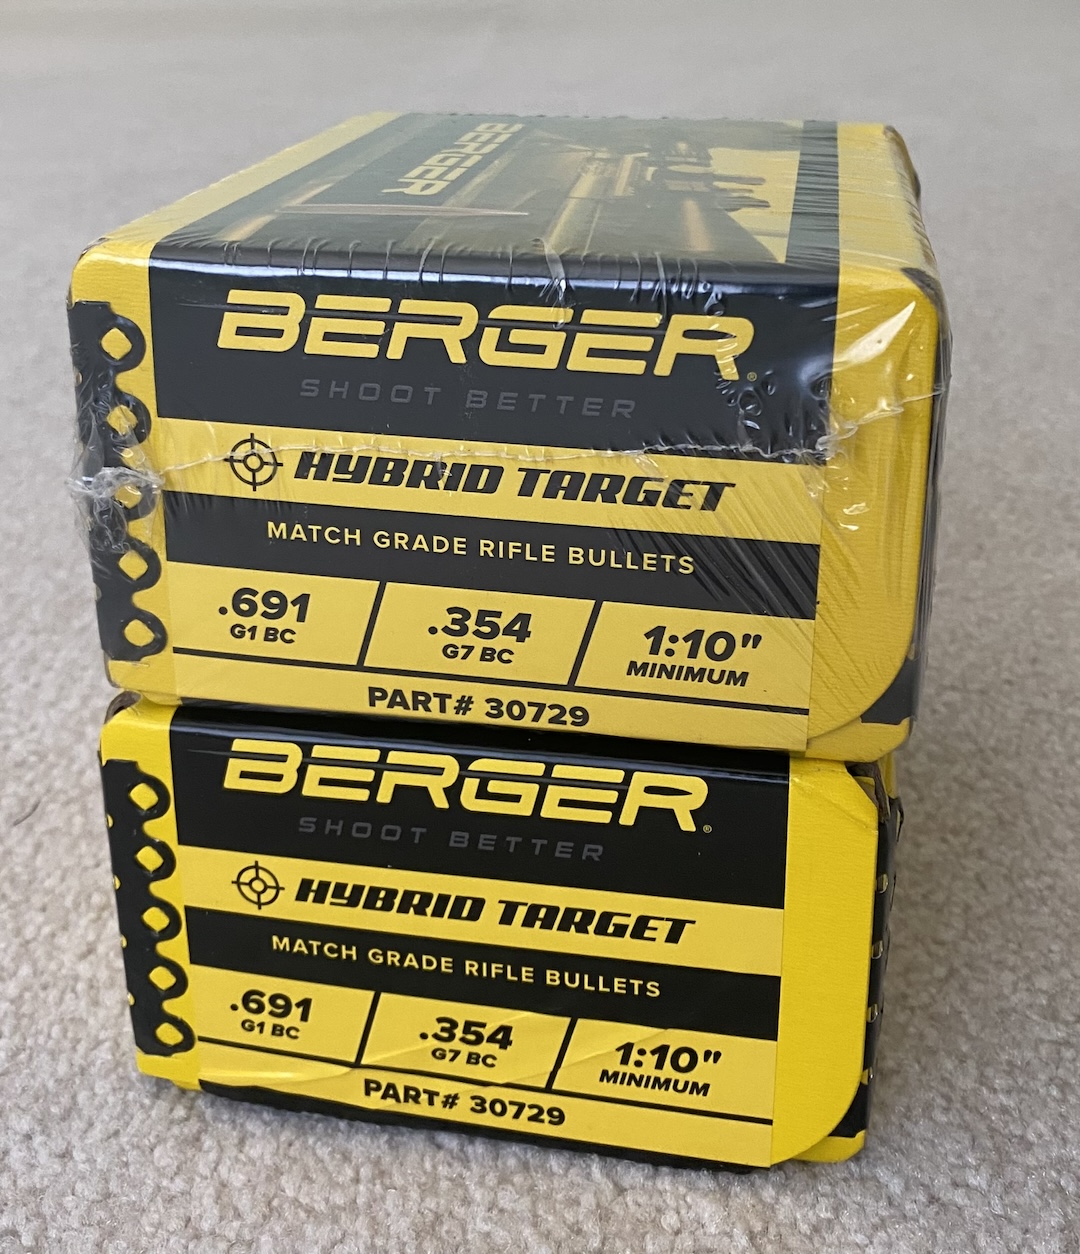 BERGER
BERGER
BERGER®
SHOOT BETTER
HYBRID TARGET
MATCH GRADE RIFLE BULLETS
.691 .354 1:10"
G1 BC G7 BC MINIMUM
PART# 30729
BERGER®
SHOOT BETTER
HYBRID TARGET
MATCH GRADE RIFLE BULLETS
.691 .354 1:10"
G1 BC G7 BC MINIMUM
PART# 30729